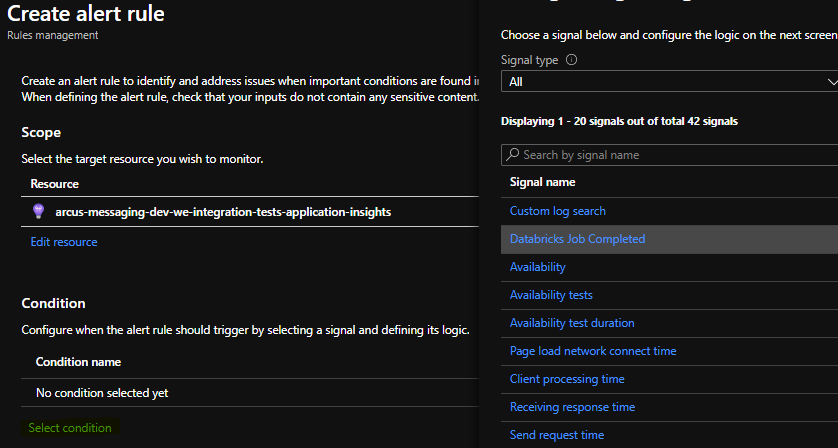 Create alert rule
Rules management
Create an alert rule to identify and address issues when important conditions are found i
When defining the alert rule, check that your inputs do not contain any sensitive content.
Scope
Select the target resource you wish to monitor.
Resource
arcus-messaging-dev-we-integration-tests-application-insights
Edit resource
Condition
Configure when the alert rule should trigger by selecting a signal and defining its logic.
Condition name
No condition selected yet
Select condition
Choose a signal below and configure the logic on the next screen
Signal type
All
Displaying 1 - 20 signals out of total 42 signals
Search by signal name
Signal name
Custom log search
Databricks Job Completed
Availability
Availability tests
Availability test duration
Page load network connect time
Client processing time
Receiving response time
Send request time